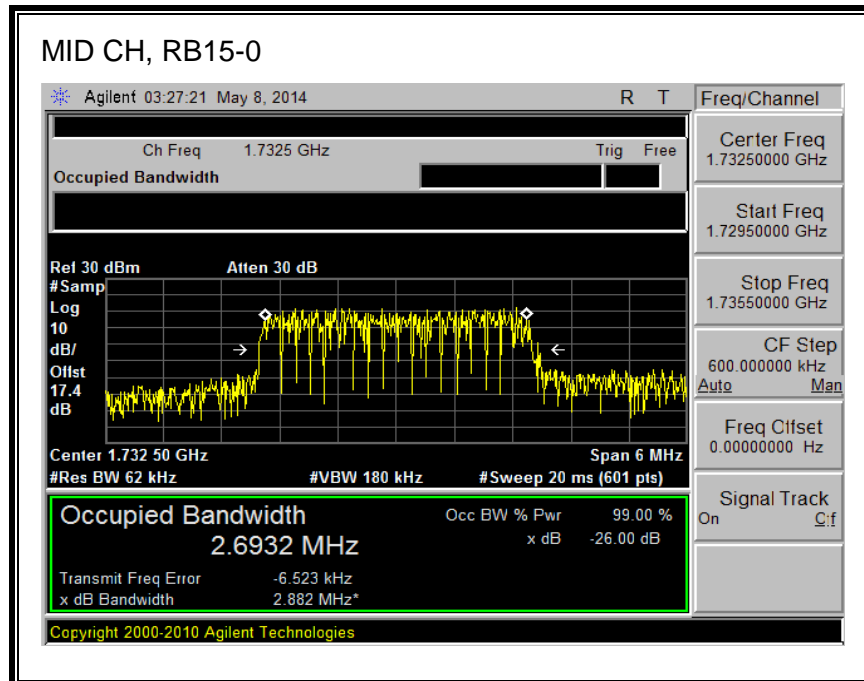 MID CH, RB15-0
Agilent 03:27:21 May 8, 2014 R T
Freq/Channel
Ch Freq 1.7325 GHz Trig Free
Occupied Bandwidth
Center Freq
1.73250000 GHz
Start Freq
1.72950000 GHz
Stop Freq
1.73550000 GHz
CF Step
600.000000 kHz
Auto Man
Freq Offset
0.00000000 Hz
Signal Track
On Off
Ref 30 dBm Atten 30 dB
#Samp
Log
10
dB/
Offst
17.4
dB
Center 1.732 50 GHz Span 6 MHz
#Res BW 62 kHz #VBW 180 kHz #Sweep 20 ms (601 pts)
Occupied Bandwidth Occ BW % Pwr 99.00 %
2.6932 MHz x dB -26.00 dB
Transmit Freq Error -6.523 kHz
x dB Bandwidth 2.882 MHz*
Copyright 2000-2010 Agilent Technologies